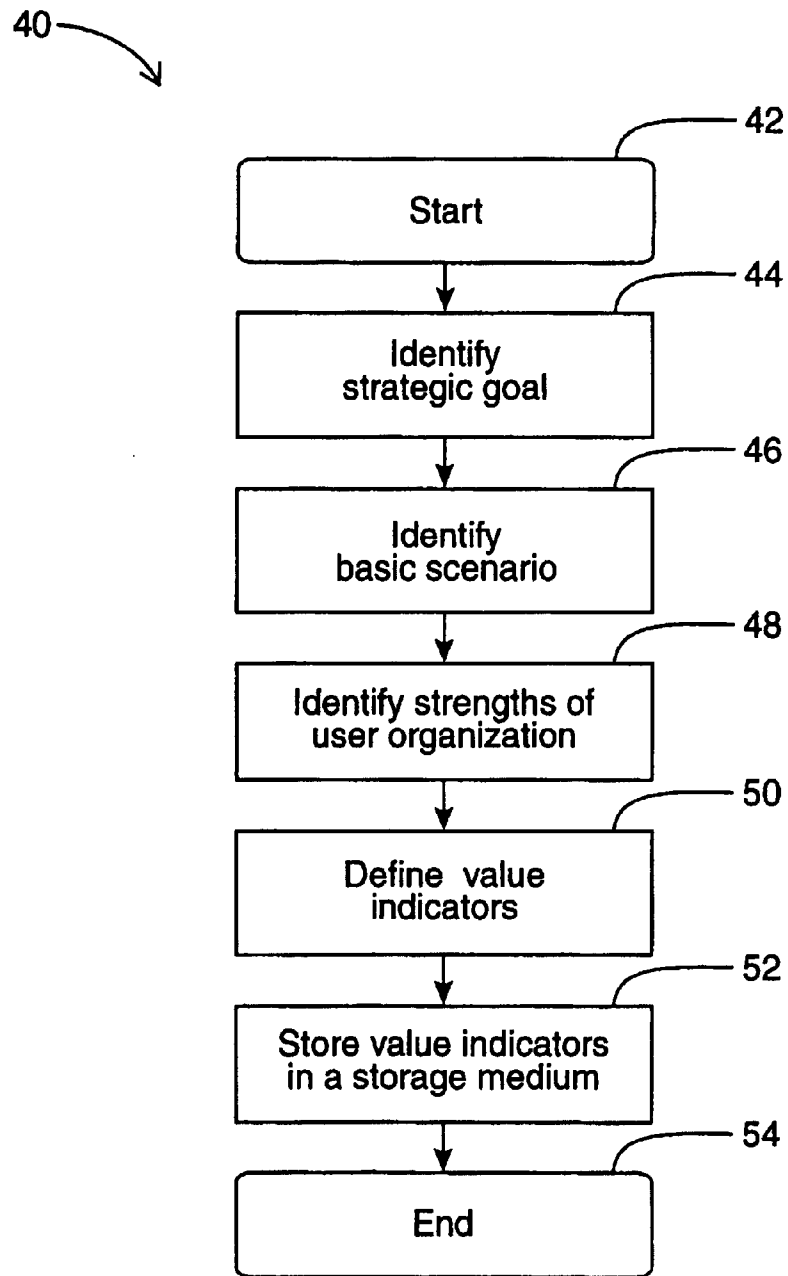 40
42
Start
44
Identify
strategic goal
46
Identify
basic scenario
48
Identify strengths of
user organization
50
Define value
indicators
52
Store value indicators
in a storage medium
54
End